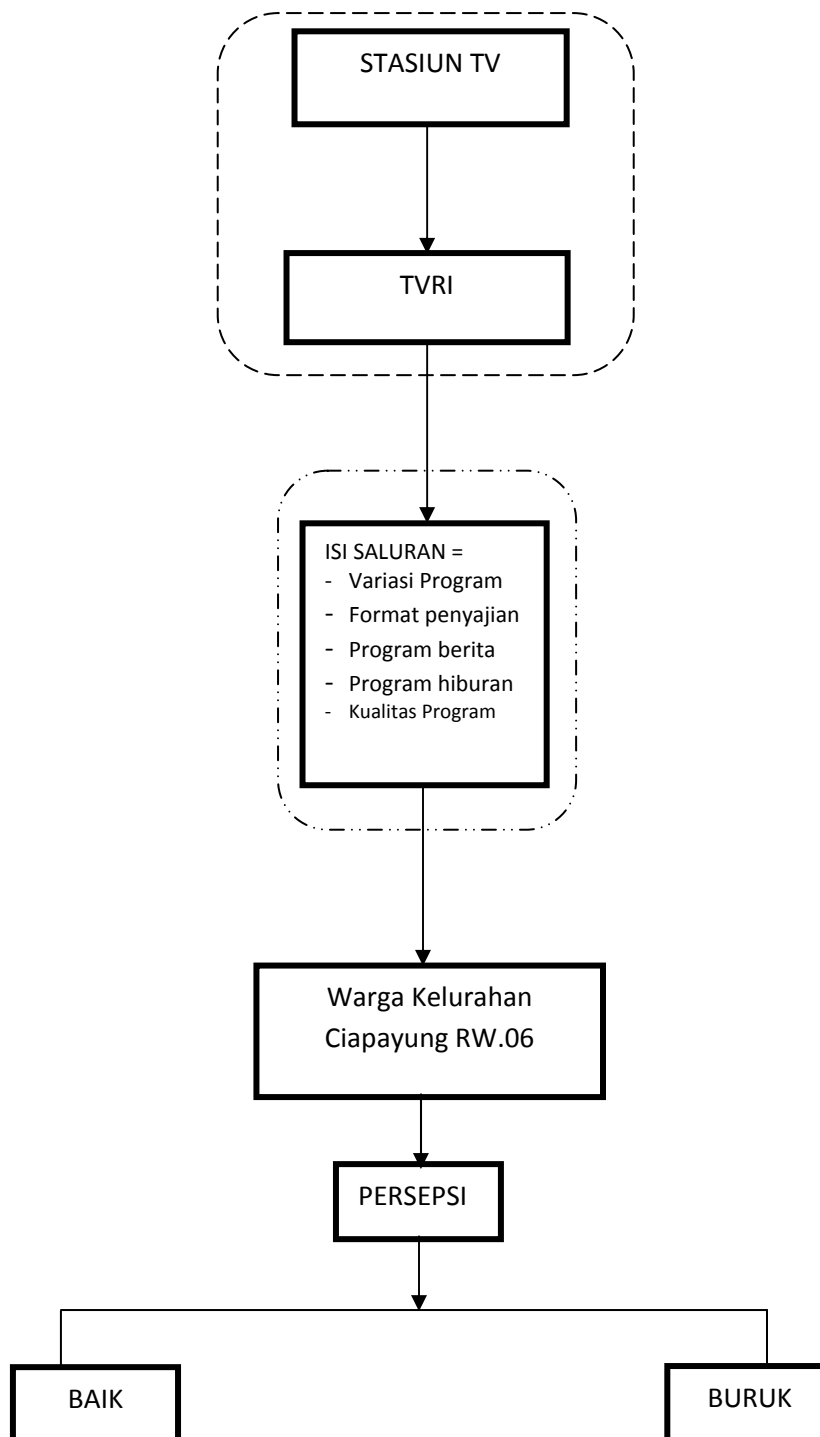 STASIUN TV
TVRI
ISI SALURAN =
- Variasi Program
- Format penyajian
- Program berita
- Program hiburan
- Kualitas Program
Warga Kelurahan
Ciapayung RW.06
PERSEPSI
BAIK
BURUK